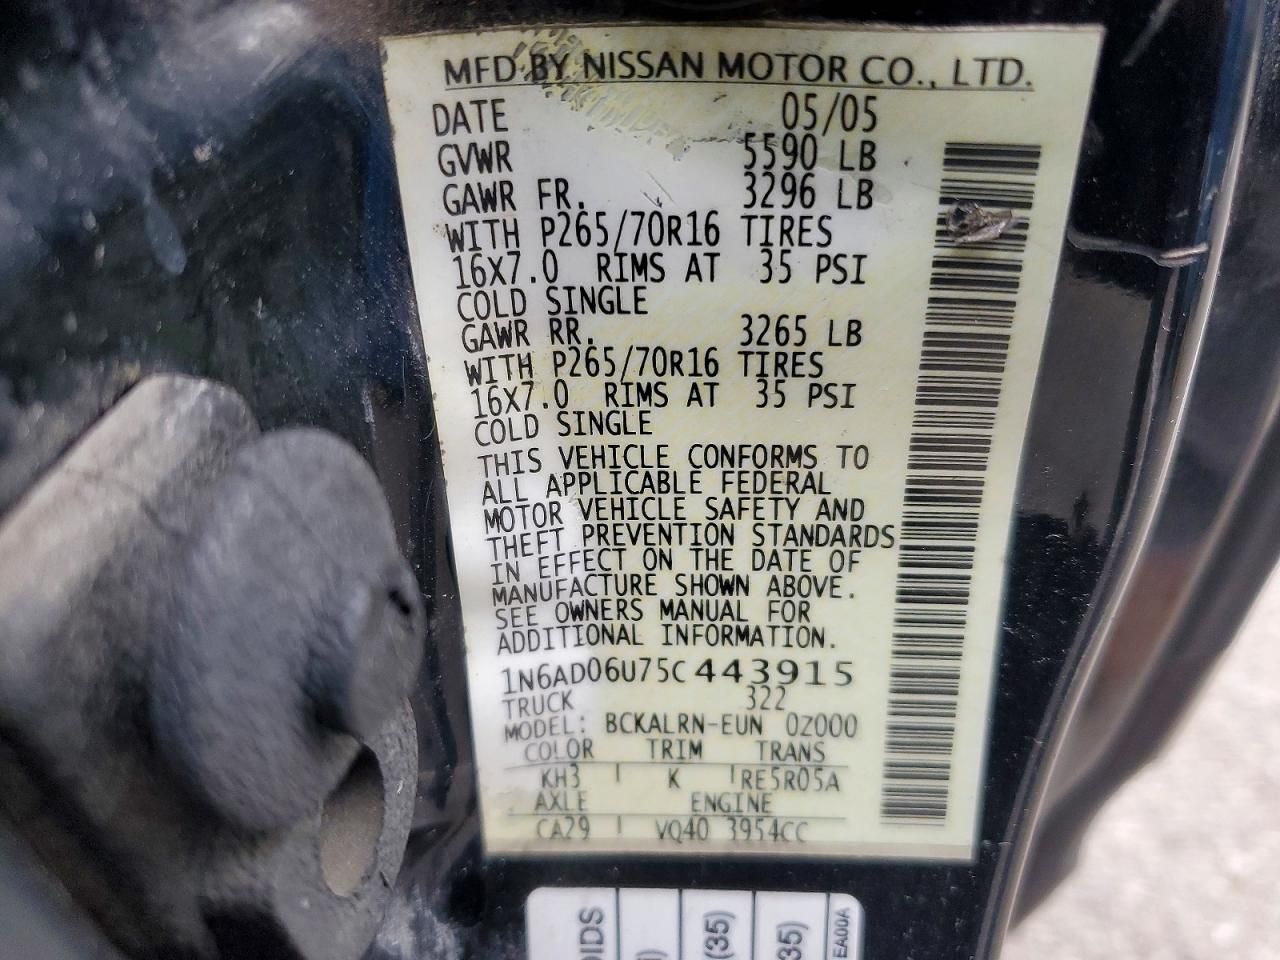 MFD BY NISSAN MOTOR CO., LTD.
DATE 05/05
GVWR 5590 LB
GAWR FR. 3296 LB
WITH P265/70R16 TIRES
16X7.0 RIMS AT 35 PSI
COLD SINGLE
GAWR RR. 3265 LB
WITH P265/70R16 TIRES
16X7.0 RIMS AT 35 PSI
COLD SINGLE
THIS VEHICLE CONFORMS TO
ALL APPLICABLE FEDERAL
MOTOR VEHICLE SAFETY AND
THEFT PREVENTION STANDARDS
IN EFFECT ON THE DATE OF
MANUFACTURE SHOWN ABOVE.
SEE OWNERS MANUAL FOR
ADDITIONAL INFORMATION.
1N6AD06U75C443915
TRUCK 322
MODEL: BCKALRN-EUN 0Z000
COLOR TRIM TRANS
KH3 K RE5R05A
AXLE ENGINE
CA29 VQ40 3954CC
(35)
35)
EA00A